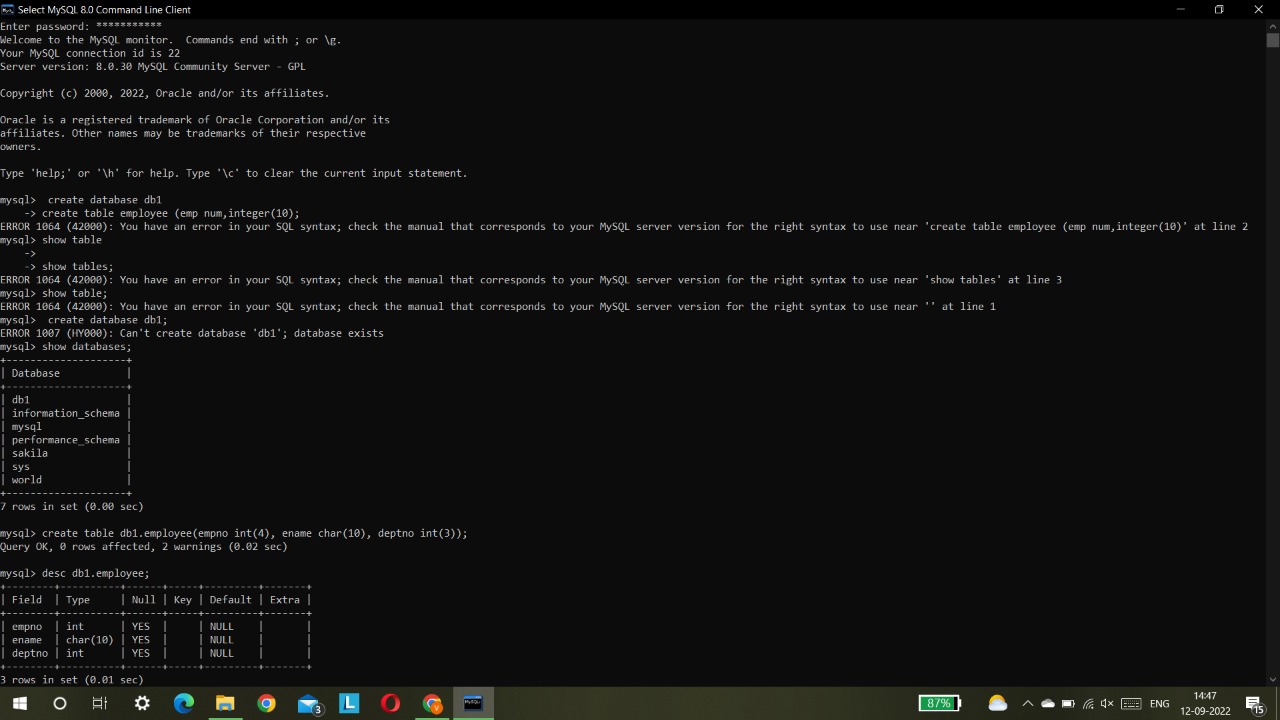 Select MySQL 8.0 Command Line Client
Enter password: ***********
Welcome to the MySQL monitor.  Commands end with ; or \g.
Your MySQL connection id is 22
Server version: 8.0.30 MySQL Community Server - GPL
Copyright (c) 2000, 2022, Oracle and/or its affiliates.
Oracle is a registered trademark of Oracle Corporation and/or its
affiliates. Other names may be trademarks of their respective
owners.
Type 'help;' or '\h' for help. Type '\c' to clear the current input statement.
mysql>  create database db1
    -> create table employee (emp num,integer(10);
ERROR 1064 (42000): You have an error in your SQL syntax; check the manual that corresponds to your MySQL server version for the right syntax to use near 'create table employee (emp num,integer(10)' at line 2
mysql> show table
    ->
    -> show tables;
ERROR 1064 (42000): You have an error in your SQL syntax; check the manual that corresponds to your MySQL server version for the right syntax to use near 'show tables' at line 3
mysql> show table;
ERROR 1064 (42000): You have an error in your SQL syntax; check the manual that corresponds to your MySQL server version for the right syntax to use near '' at line 1
mysql>  create database db1;
ERROR 1007 (HY000): Can't create database 'db1'; database exists
mysql> show databases;
+--------------------+
| Database           |
+--------------------+
| db1                |
| information_schema |
| mysql              |
| performance_schema |
| sakila             |
| sys                |
| world              |
+--------------------+
7 rows in set (0.00 sec)
mysql> create table db1.employee(empno int(4), ename char(10), deptno int(3));
Query OK, 0 rows affected, 2 warnings (0.02 sec)
mysql> desc db1.employee;
+--------+----------+------+-----+---------+-------+
| Field  | Type     | Null | Key | Default | Extra |
+--------+----------+------+-----+---------+-------+
| empno  | int      | YES  |     | NULL    |       |
| ename  | char(10) | YES  |     | NULL    |       |
| deptno | int      | YES  |     | NULL    |       |
+--------+----------+------+-----+---------+-------+
3 rows in set (0.01 sec)
3
L
V
MySQL
87%
ENG
14:47
12-09-2022
15